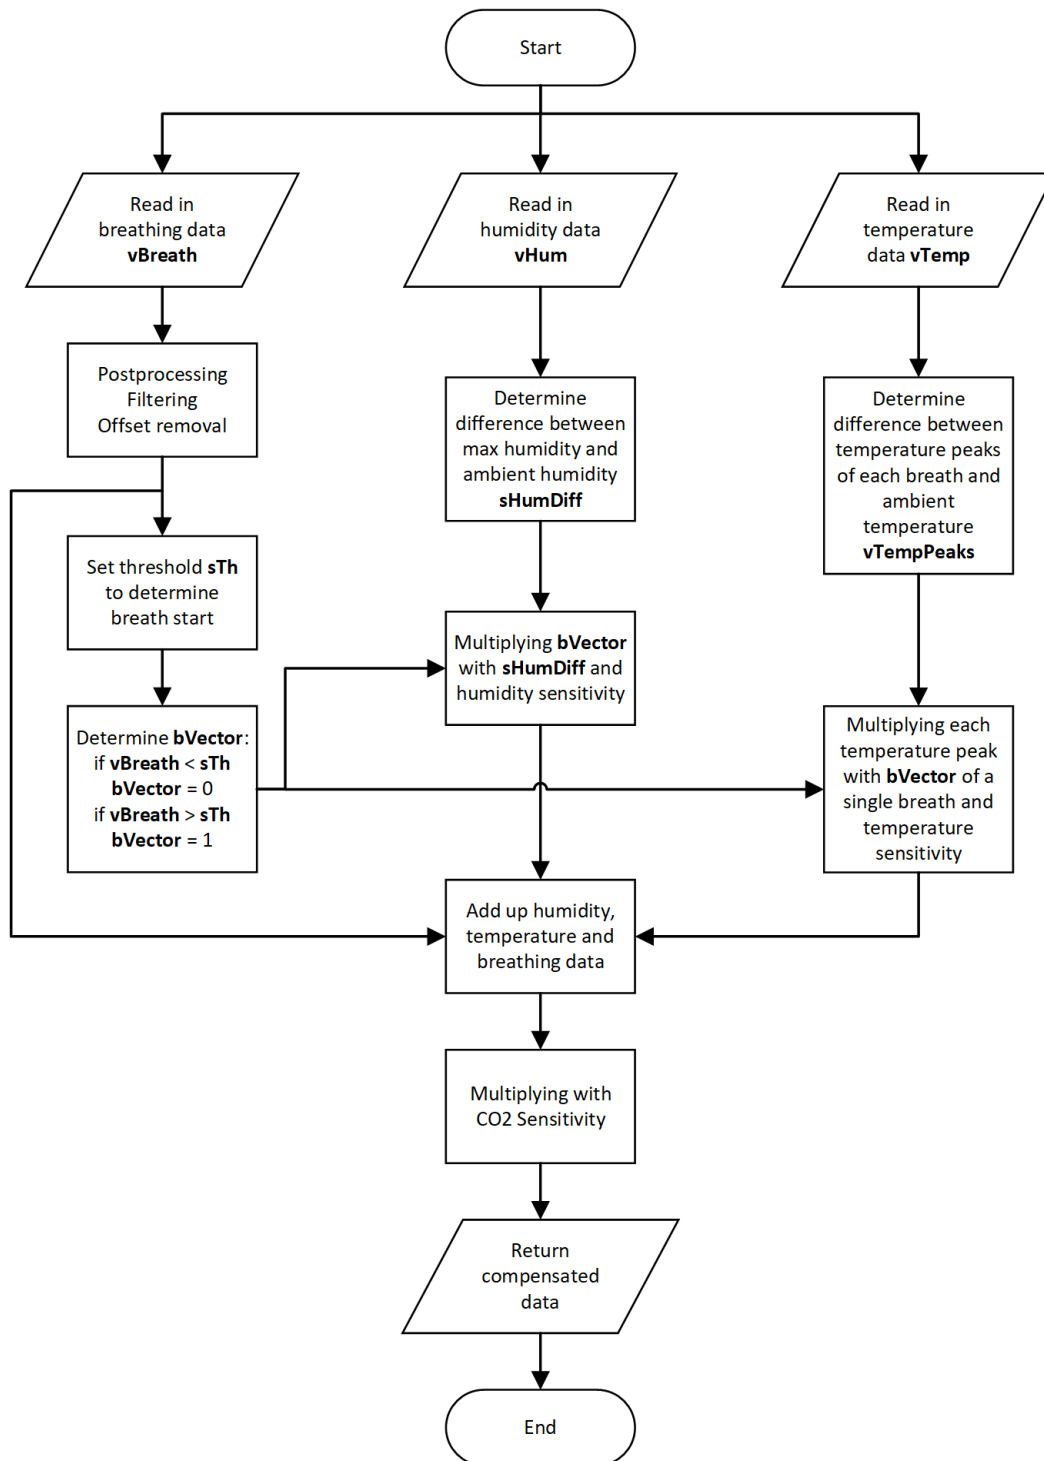 Start
Read in
breathing data
vBreath
Read in
humidity data
vHum
Read in
temperature
data vTemp
Postprocessing
Filtering
Offset removal
Determine
difference between
max humidity and
ambient humidity
sHumDiff
Determine
difference between
temperature peaks
of each breath and
ambient
temperature
vTempPeaks
Set threshold sTh
to determine
breath start
Multiplying bVector
with sHumDiff and
humidity sensitivity
Determine bVector:
if vBreath < sTh
bVector = 0
if vBreath > sTh
bVector = 1
Multiplying each
temperature peak
with bVector of a
single breath and
temperature
sensitivity
Add up humidity,
temperature and
breathing data
Multiplying with
CO2 Sensitivity
Return
compensated
data
End